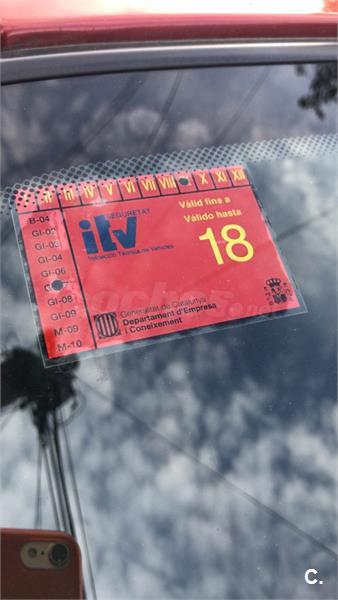 II III IV V VI VII VIII X XI XII
SEGURETAT
itv
Inspecció Tècnica de Vehicles
Vàlid fins a
Válido hasta
18
B-04
GI-02
GI-03
GI-04
GI-06
GI-08
GI-09
M-09
M-10
Generalitat de Catalunya
Departament d'Empresa
i Coneixement
C.